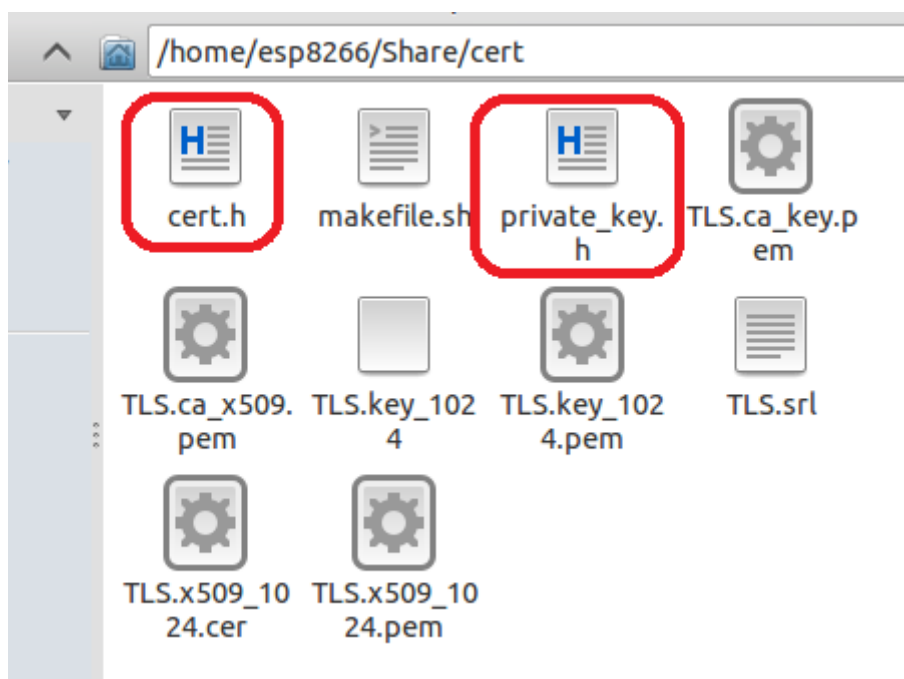 /home/esp8266/Share/cert
cert.h
makefile.sh
private_key.
h
TLS.ca_key.p
em
TLS.ca_x509.
pem
TLS.key_102
4
TLS.key_102
4.pem
TLS.srl
TLS.x509_10
24.cer
TLS.x509_10
24.pem